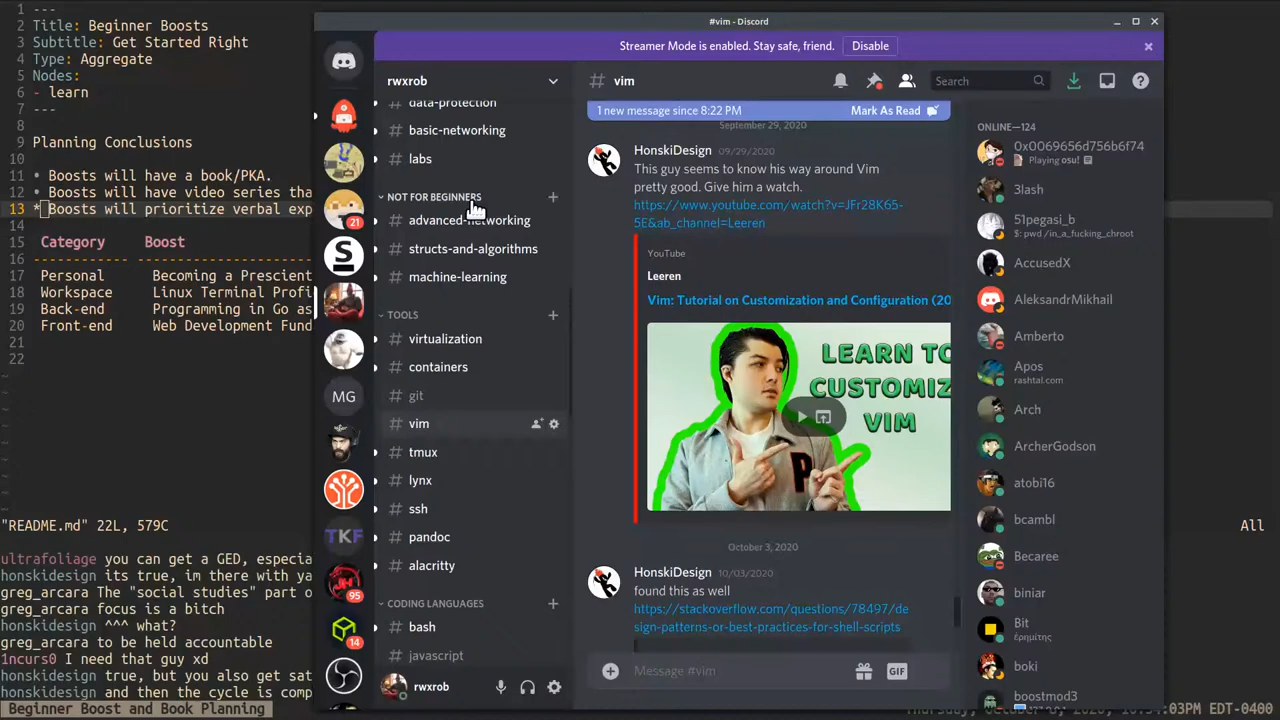 1 ---
2 Title: Beginner Boosts
3 Subtitle: Get Started Right
4 Type: Aggregate
5 Nodes:
6 - learn
7 ---
8
9 Planning Conclusions
10
11 • Boosts will have a book/PKA.
12 • Boosts will have video series tha
13 * Boosts will prioritize verbal exp
14
15 Category Boost
16
17 Personal Becoming a Prescient
18 Workspace Linux Terminal Profi
19 Back-end Programming in Go as
20 Front-end Web Development Fund
21
22
~
~
~
~
~
~
~
~
"README.md" 22L, 579C
All
ultrafoliage you can get a GED, especia
honskidesign its true, im there with ya
greg_arcara The "social studies" part o
greg_arcara focus is a bitch
honskidesign ^^^ what?
greg_arcara to be held accountable
1ncurs0 I need that guy xd
honskidesign true, but you also get sat
honskidesign and then the cycle is comp
Beginner Boost and Book Planning
EDT-0400
#vim - Discord
Streamer Mode is enabled. Stay safe, friend. Disable
21
MG
TKF
95
14
rwxrob
data-protection
# basic-networking
# labs
NOT FOR BEGINNERS +
# advanced-networking
# structs-and-algorithms
# machine-learning
TOOLS +
# virtualization
# containers
# git
# vim
# tmux
# lynx
# ssh
# pandoc
# alacritty
CODING LANGUAGES +
# bash
# javascript
rwxrob
# vim
Search
1 new message since 8:22 PM Mark As Read
September 29, 2020
HonskiDesign 09/29/2020
This guy seems to know his way around Vim
pretty good. Give him a watch.
https://www.youtube.com/watch?v=JFr28K65-
5E&ab_channel=Leeren
YouTube
Leeren
Vim: Tutorial on Customization and Configuration (20
LEARN TO
CUSTOMIZ
VIM
October 3, 2020
HonskiDesign 10/03/2020
found this as well
https://stackoverflow.com/questions/78497/de
sign-patterns-or-best-practices-for-shell-scripts
Message #vim
GIF
ONLINE—124
0x0069656d756b6f74
Playing osu!
3lash
51pegasi_b
$: pwd /in_a_fucking_chroot
AccusedX
AleksandrMikhail
Amberto
Apos
rashtal.com
Arch
ArcherGodson
atobi16
bcambl
Becaree
biniar
Bit
ἐρημίτης
boki
boostmod3